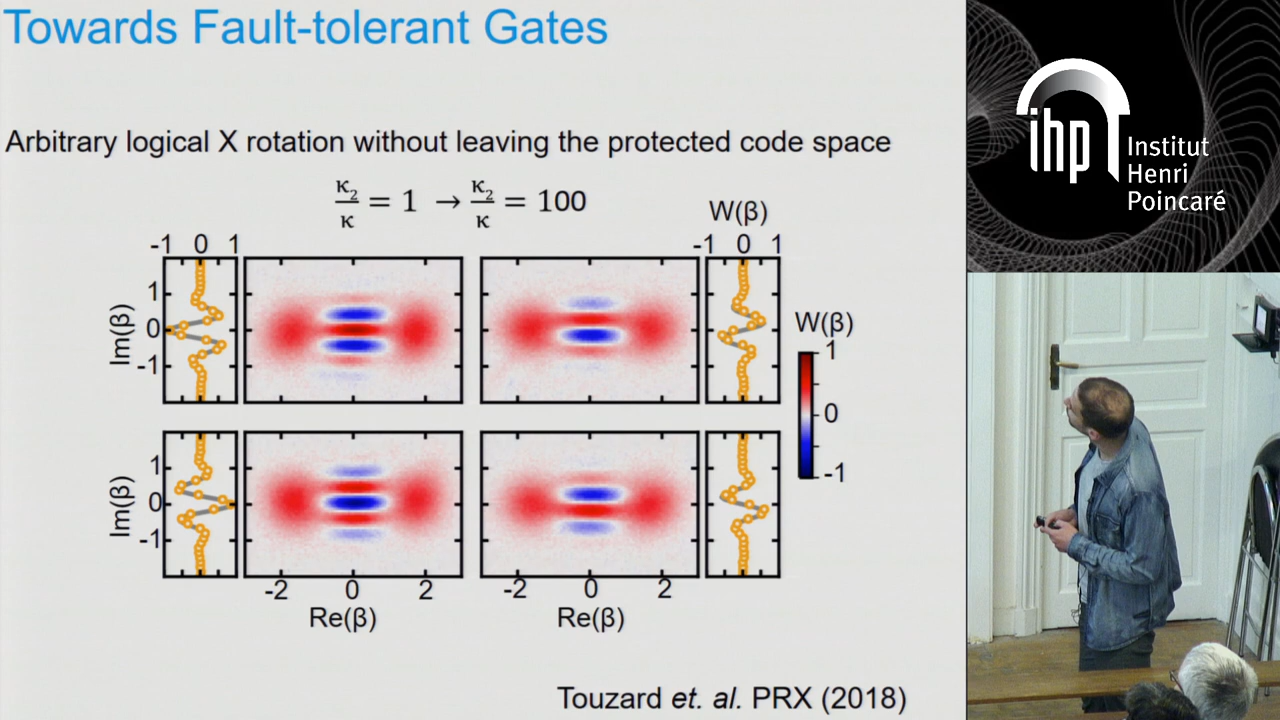 Towards Fault-tolerant Gates
Arbitrary logical X rotation without leaving the protected code space
κ₂/κ = 1 → κ₂/κ = 100
W(β)
-1 0 1
-1 0 1
1
0
-1
Im(β)
W(β)
1
0
-1
1
0
-1
Im(β)
-2 0 2
-2 0 2
Re(β)
Re(β)
Touzard et. al. PRX (2018)
ihp
Institut
Henri
Poincaré